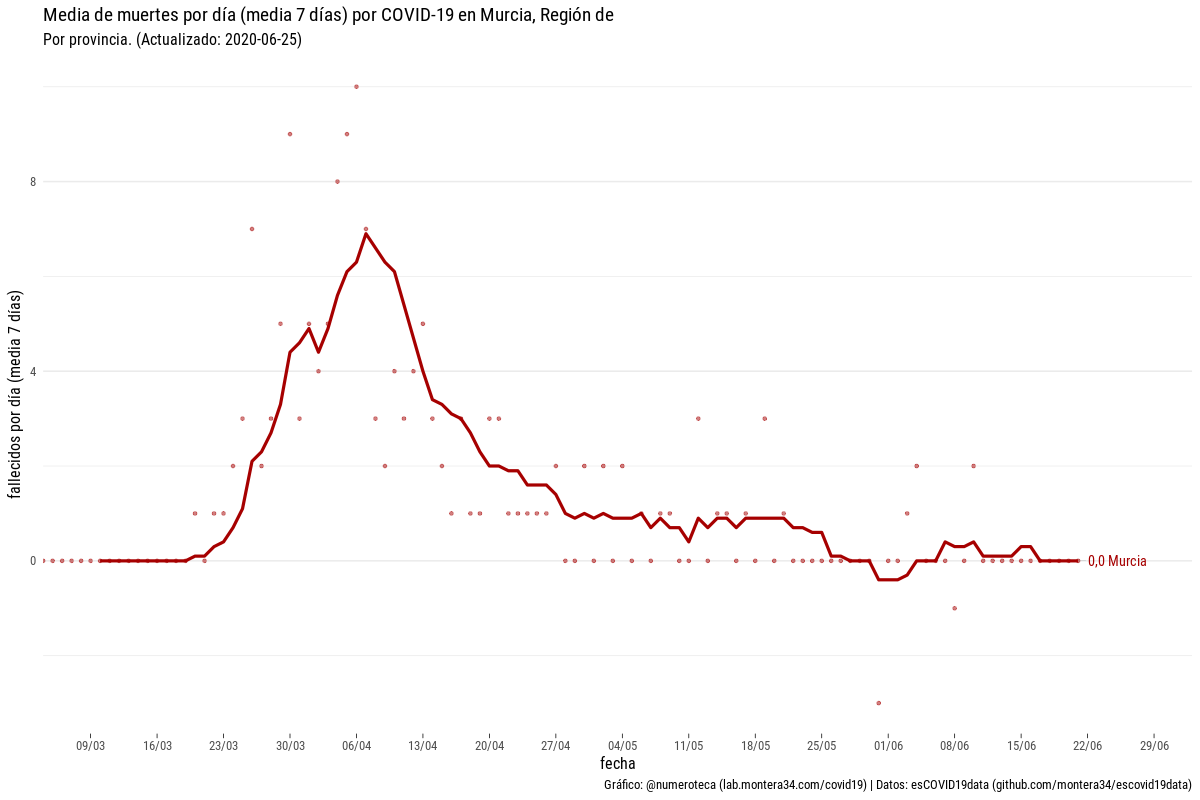 Media de muertes por día (media 7 días) por COVID-19 en Murcia, Región de
Por provincia. (Actualizado: 2020-06-25)
fallecidos por día (media 7 días)
8
4
0
0,0 Murcia
09/03 16/03 23/03 30/03 06/04 13/04 20/04 27/04 04/05 11/05 18/05 25/05 01/06 08/06 15/06 22/06 29/06
fecha
Gráfico: @numeroteca (lab.montera34.com/covid19) | Datos: esCOVID19data (github.com/montera34/escovid19data)